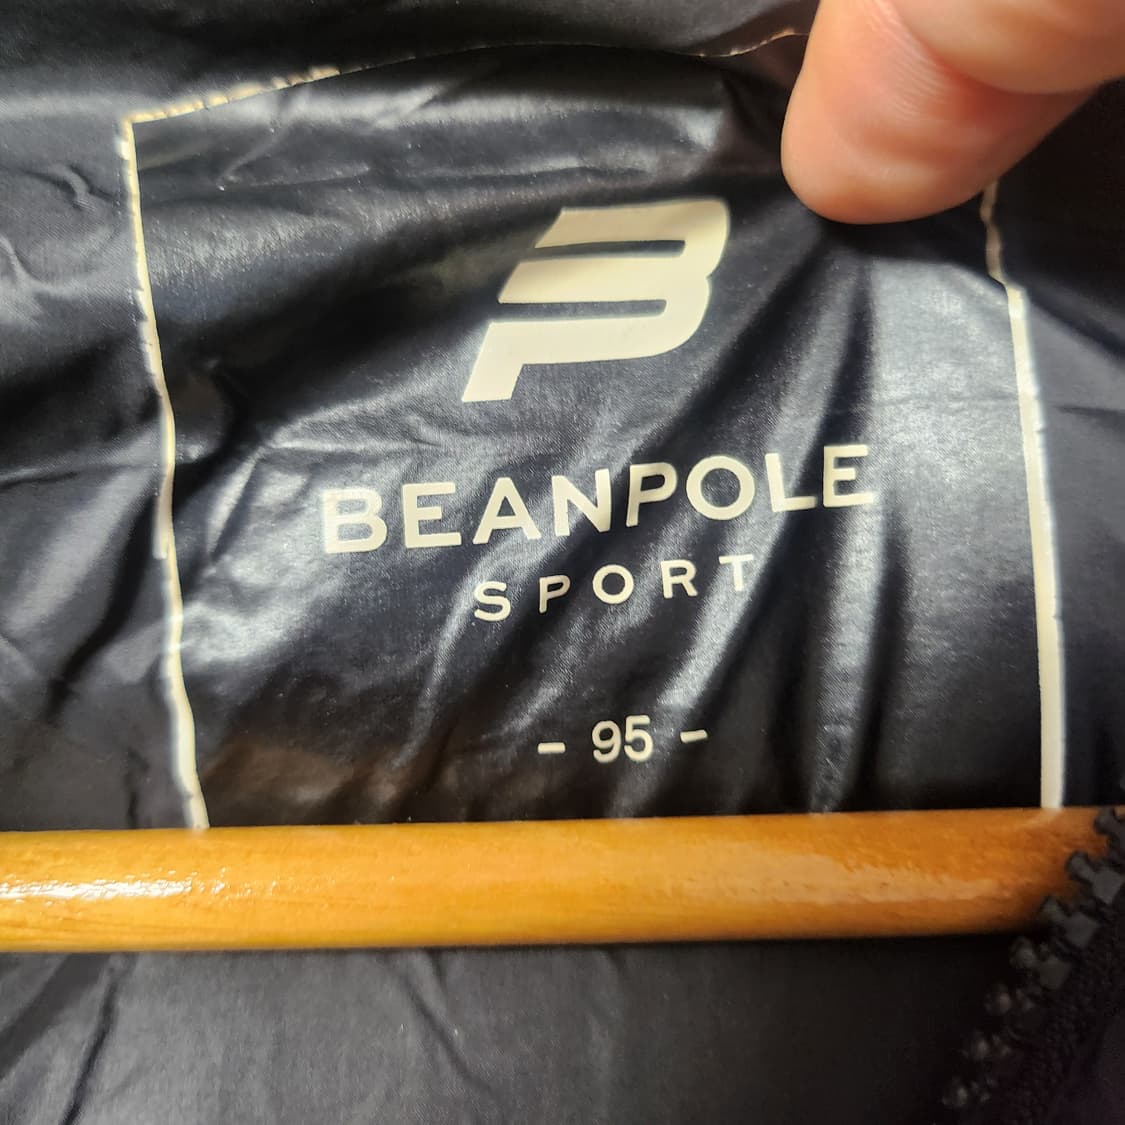 BEANPOLE
SPORT
- 95 -